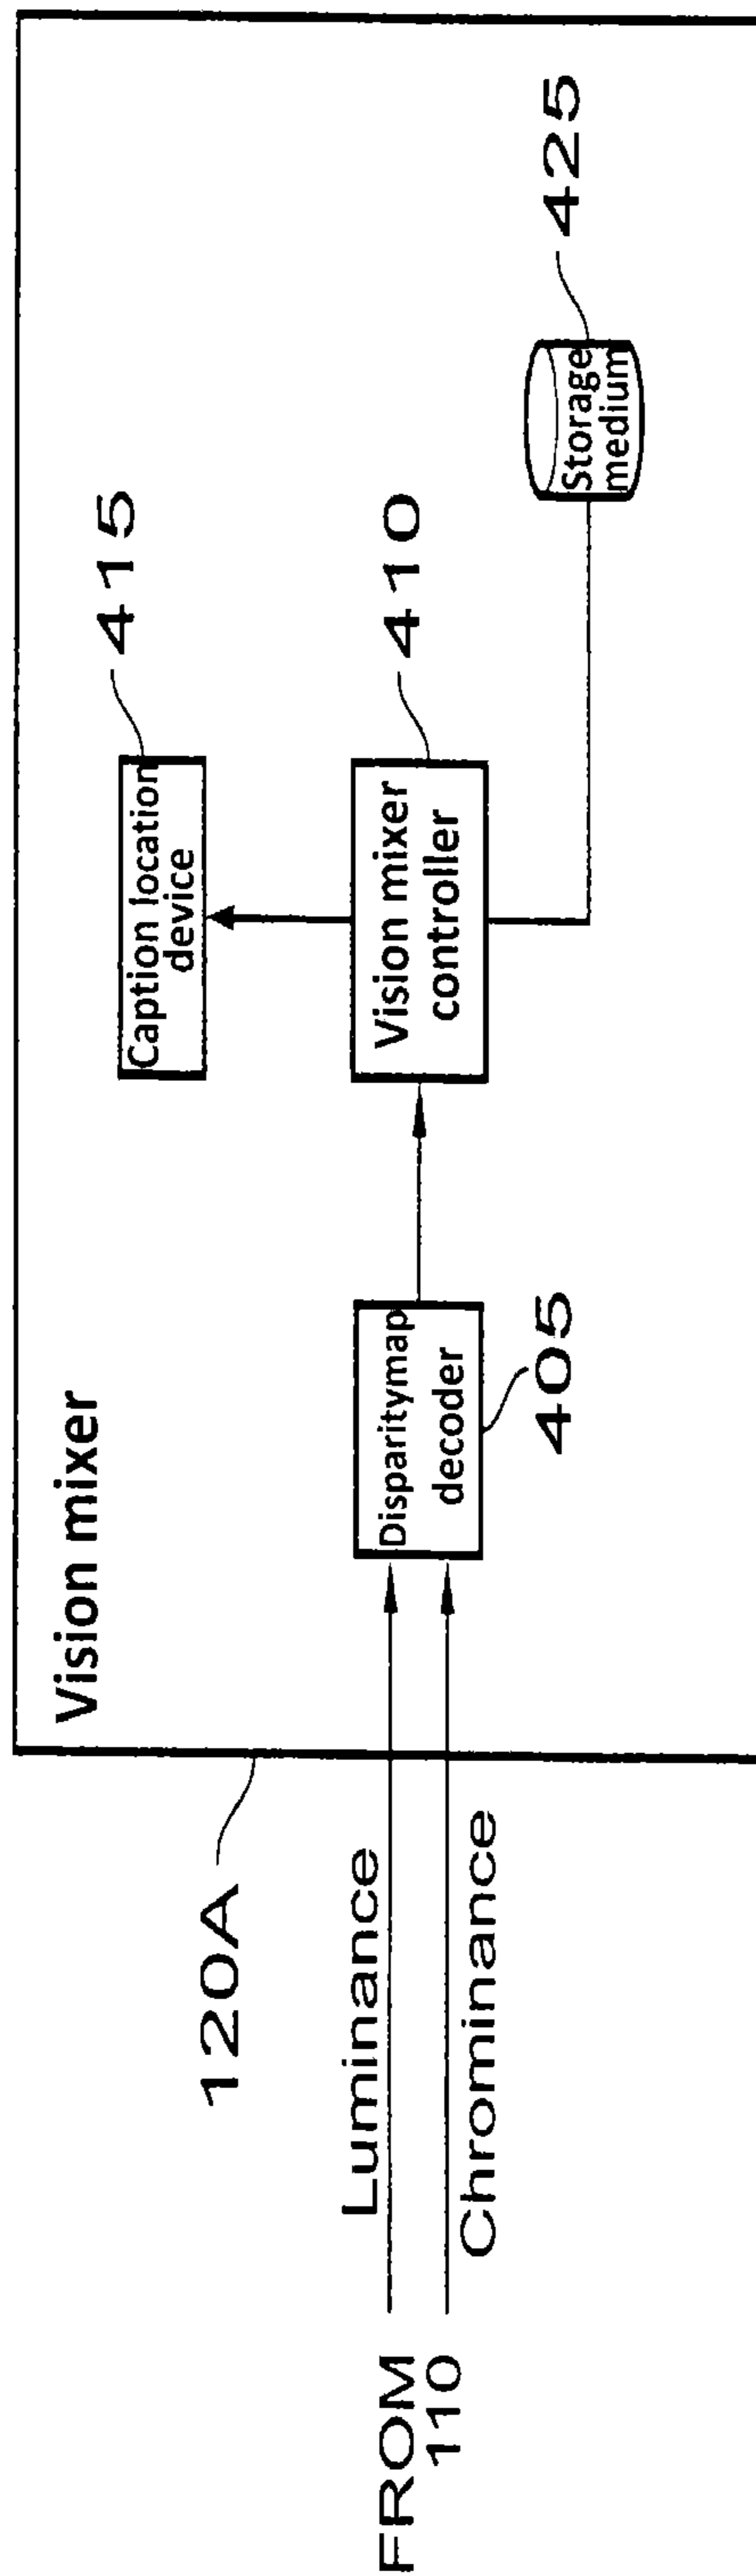 Vision mixer
120A
FROM
110
Luminance
Chrominance
Disparitymap
decoder
405
Vision mixer
controller
410
Caption location
device
415
Storage
medium
425